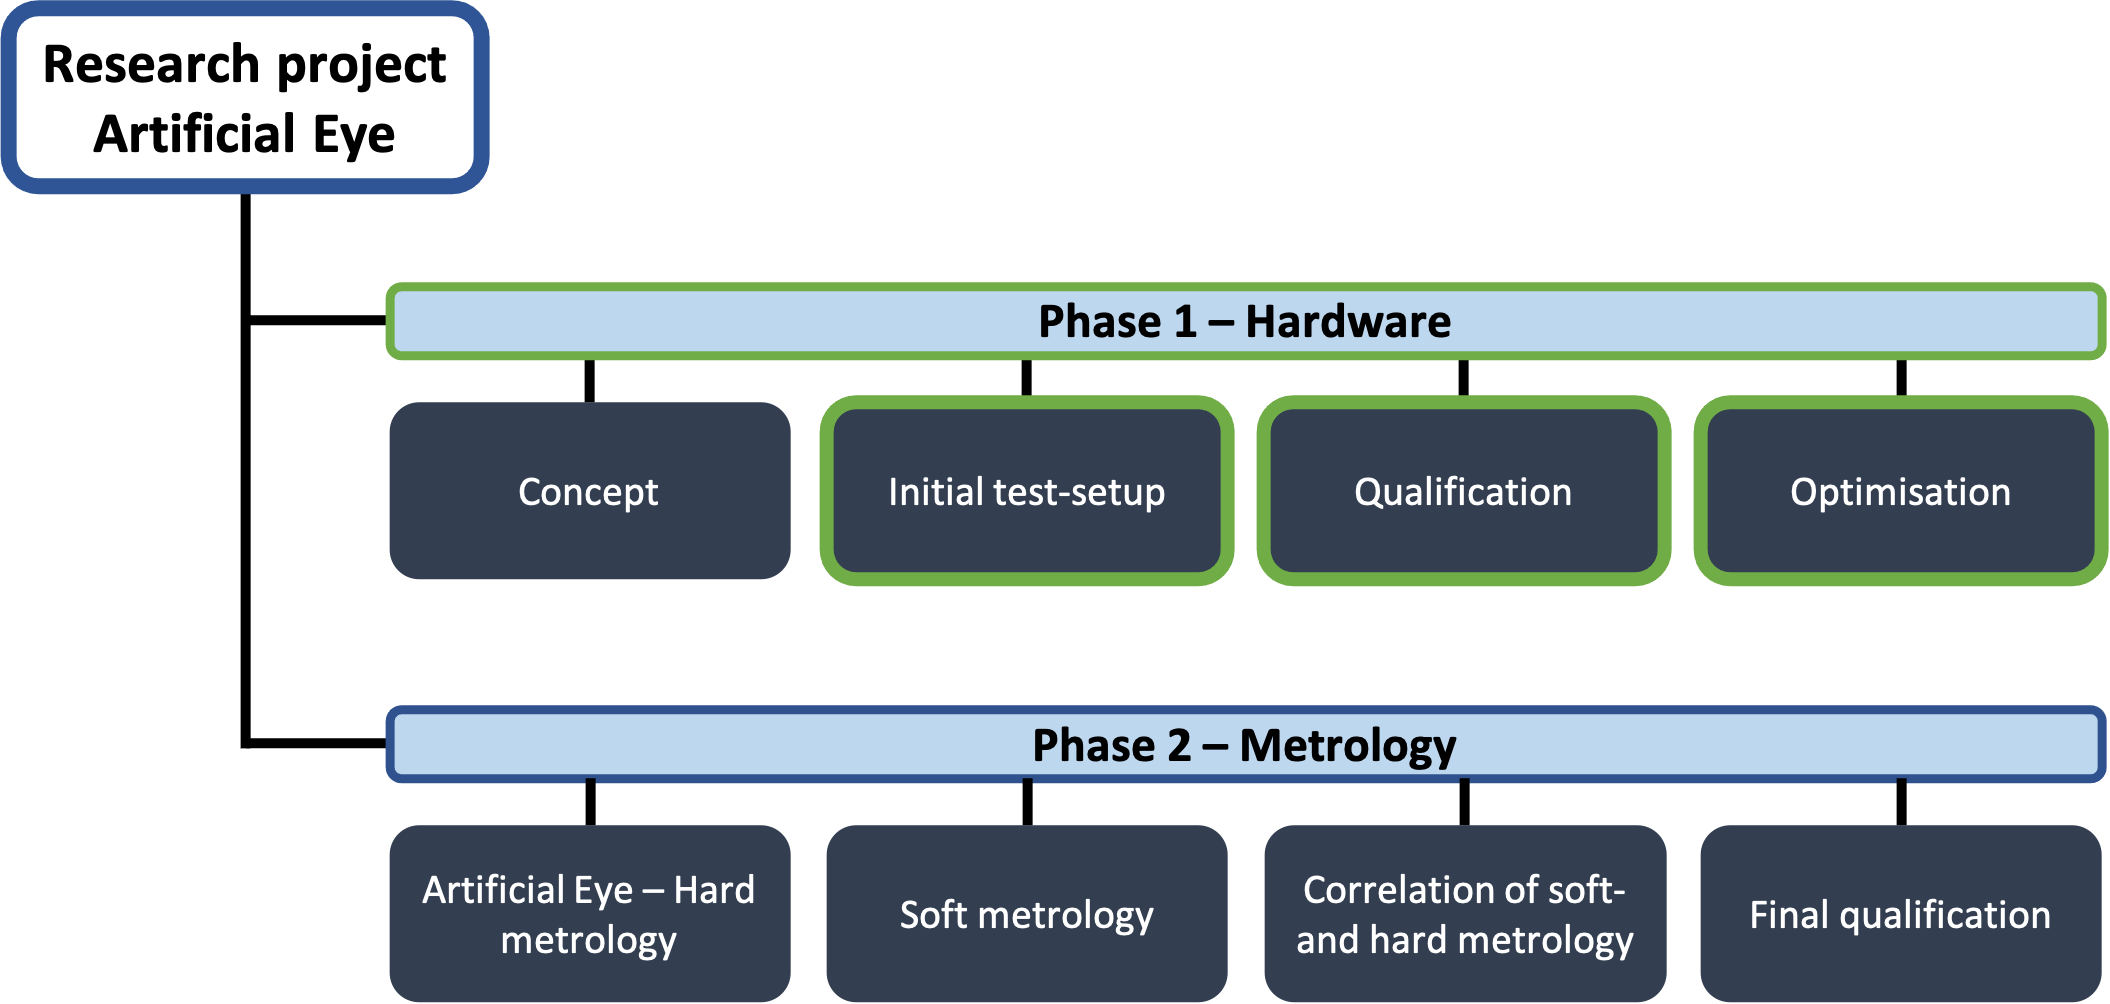 Research project
Artificial Eye
Phase 1 – Hardware
Concept
Initial test-setup
Qualification
Optimisation
Phase 2 – Metrology
Artificial Eye – Hard
metrology
Soft metrology
Correlation of soft-
and hard metrology
Final qualification